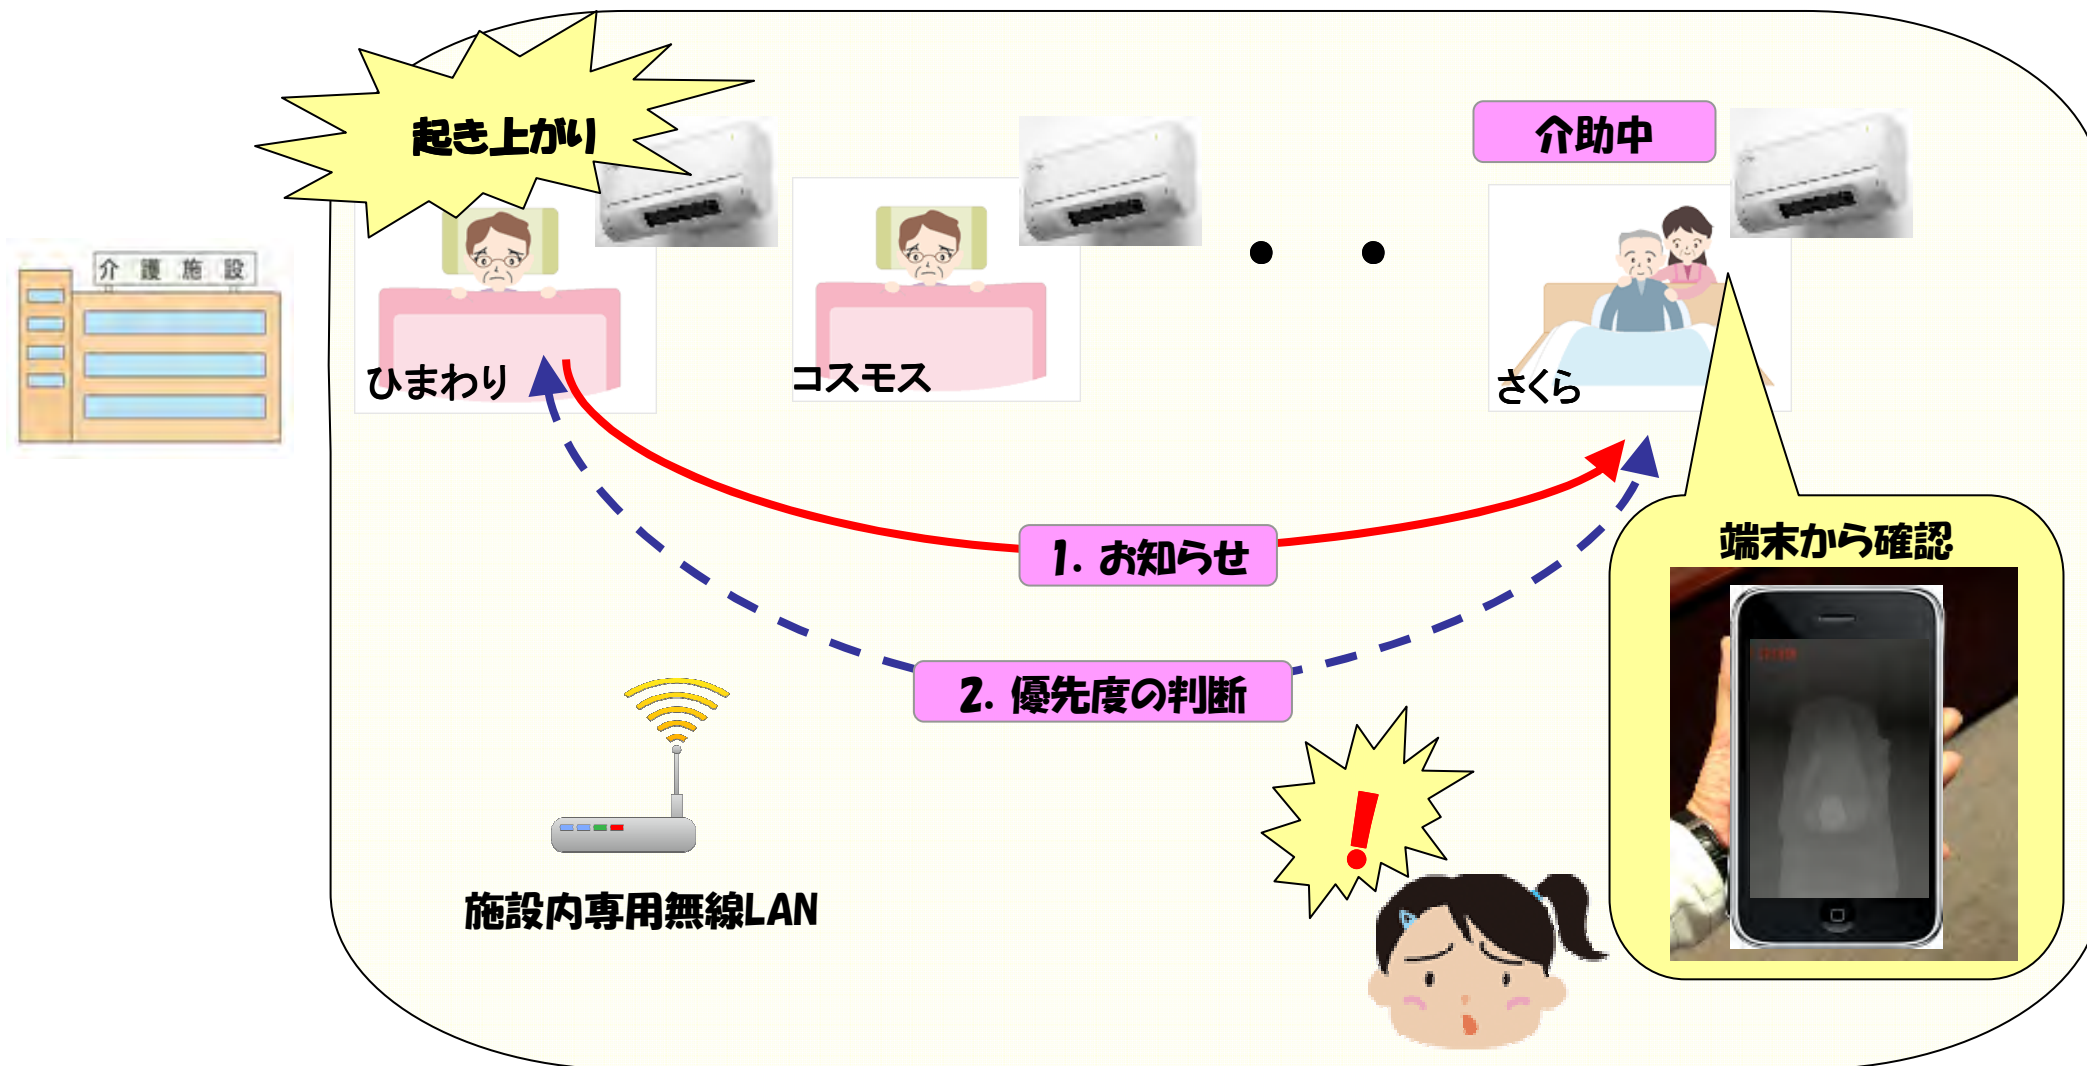 起き上がり
介助中
介護施設
ひまわり
コスモス
さくら
1. お知らせ
端末から確認
2. 優先度の判断
!
施設内専用無線LAN